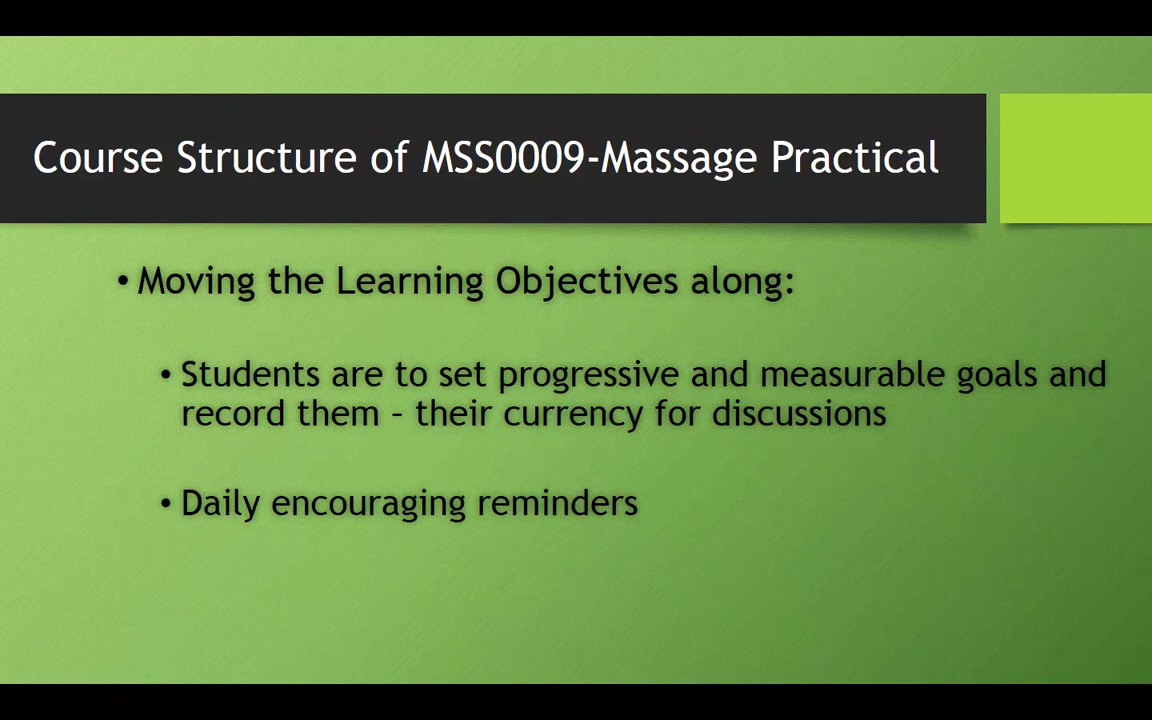 Course Structure of MSS0009-Massage Practical
• Moving the Learning Objectives along:
• Students are to set progressive and measurable goals and
record them – their currency for discussions
• Daily encouraging reminders